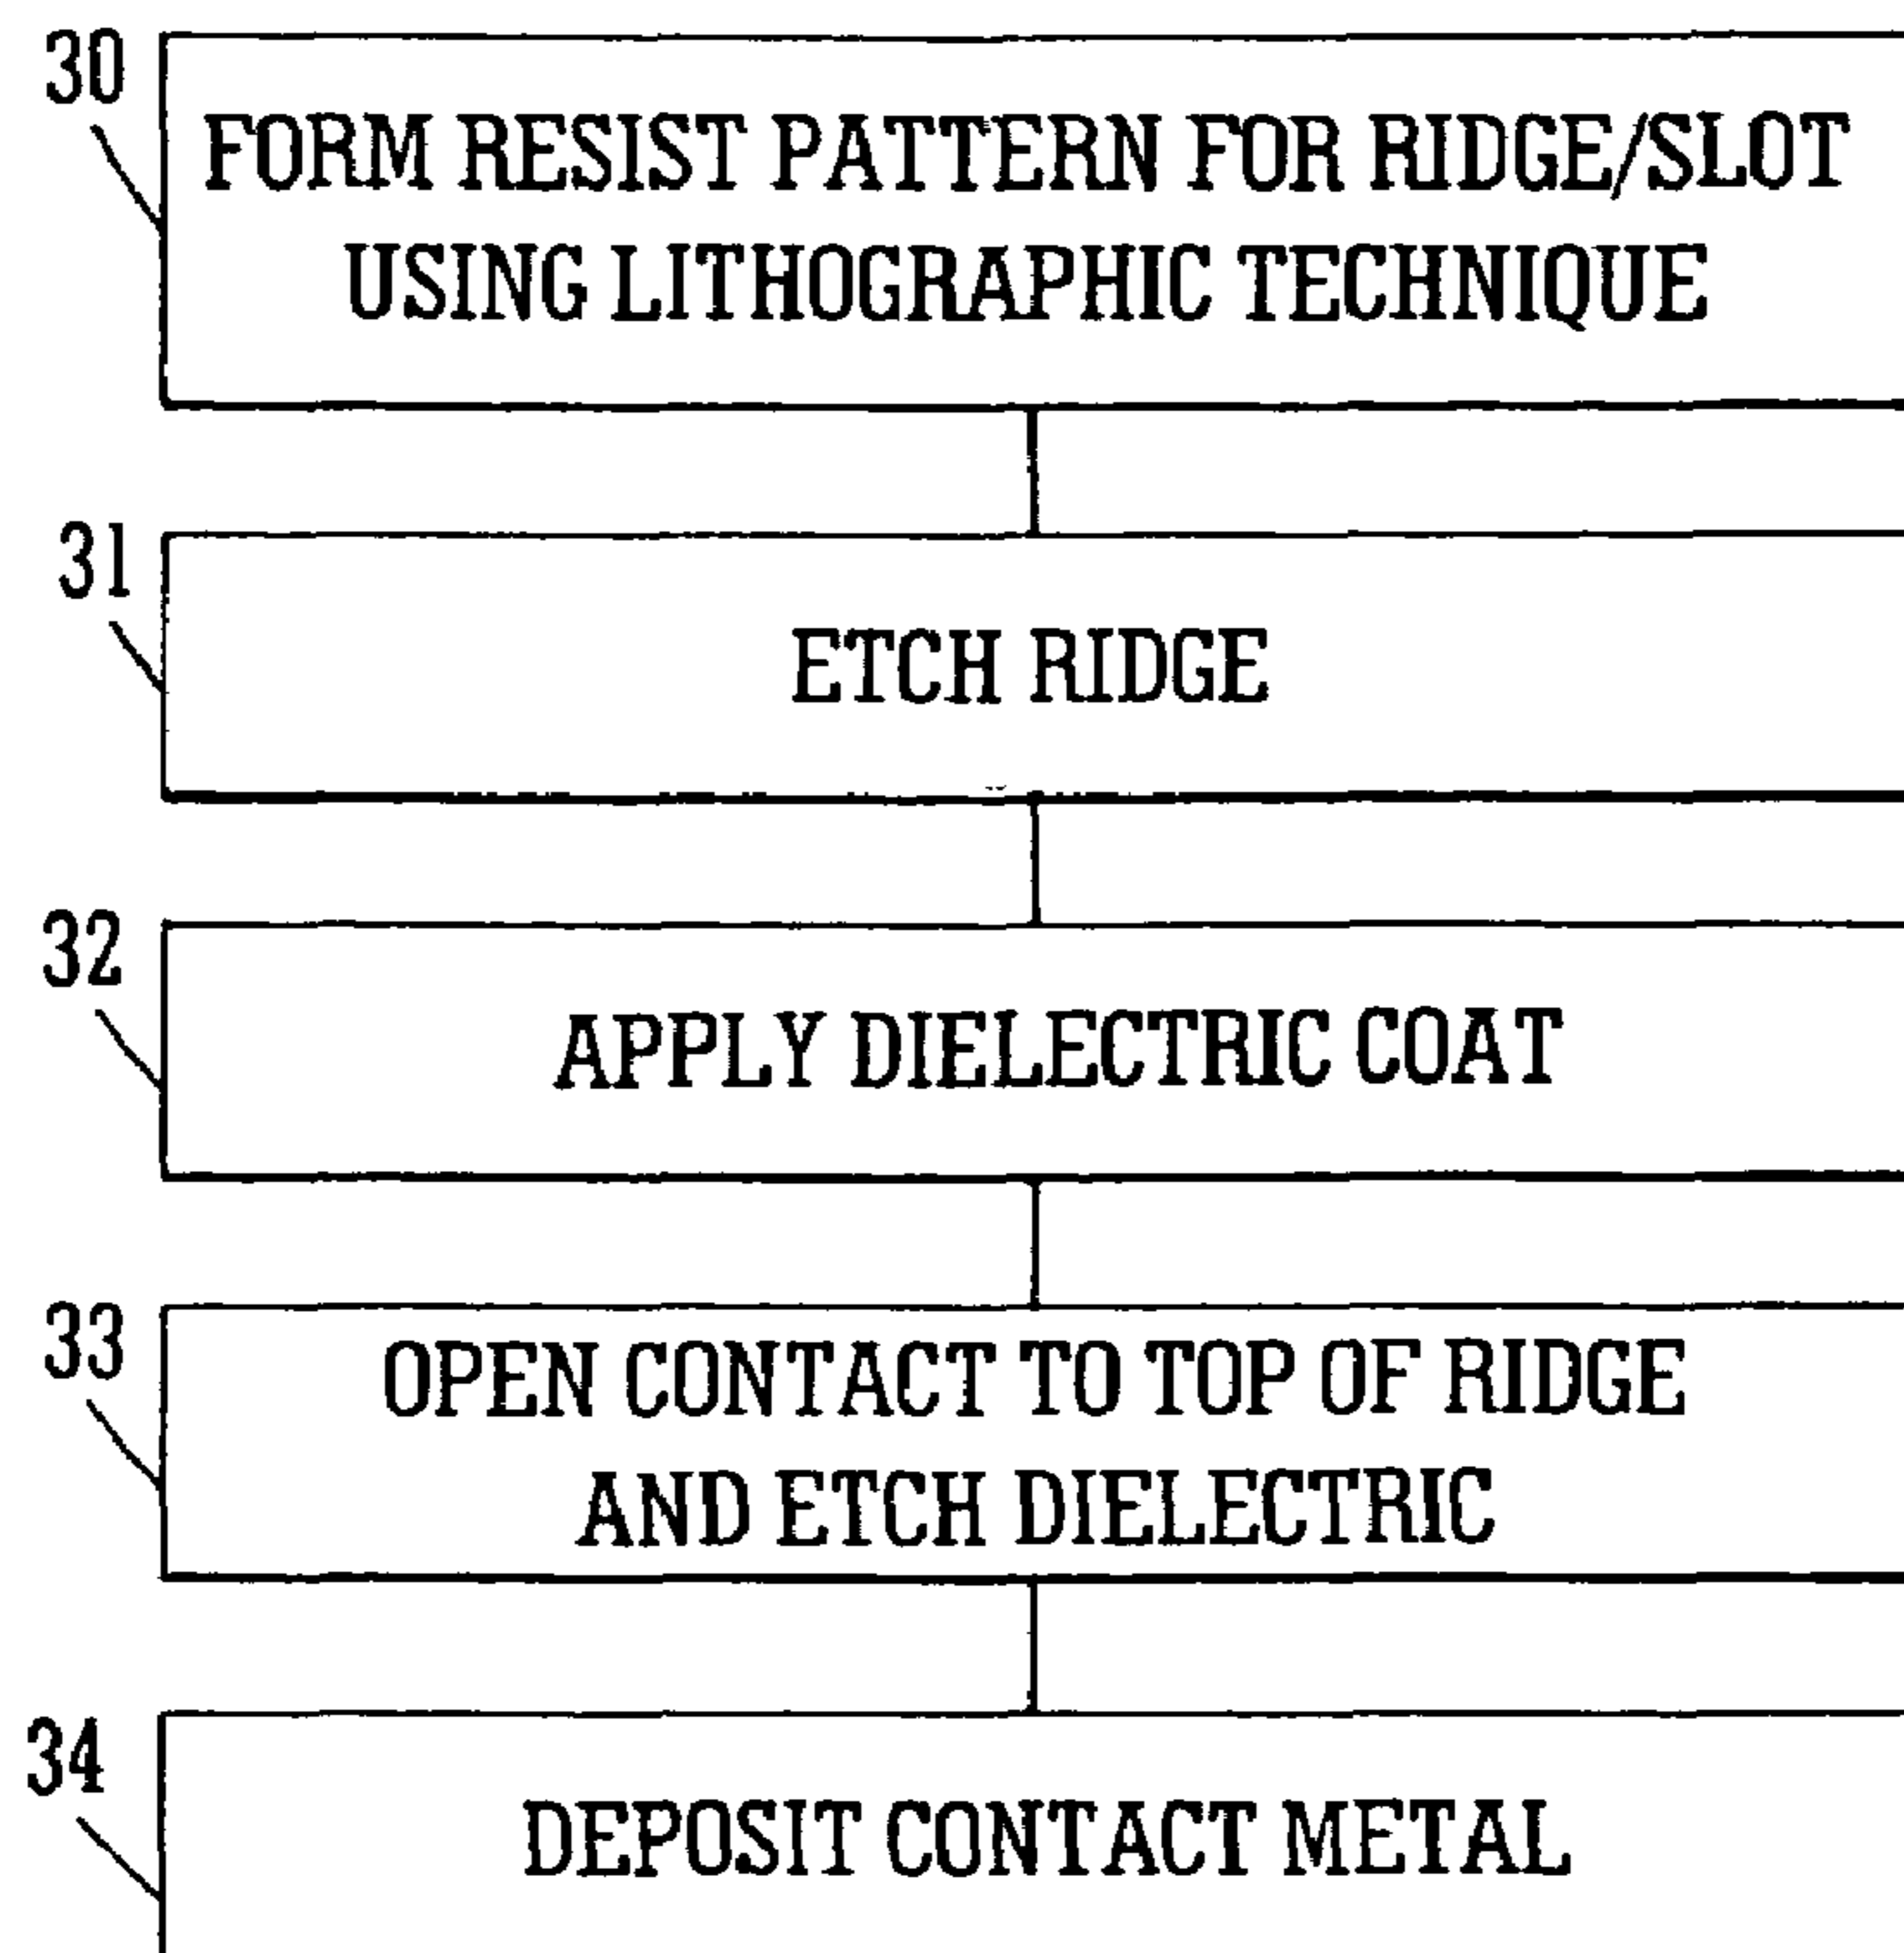 30
FORM RESIST PATTERN FOR RIDGE/SLOT
USING LITHOGRAPHIC TECHNIQUE
31
ETCH RIDGE
32
APPLY DIELECTRIC COAT
33
OPEN CONTACT TO TOP OF RIDGE
AND ETCH DIELECTRIC
34
DEPOSIT CONTACT METAL